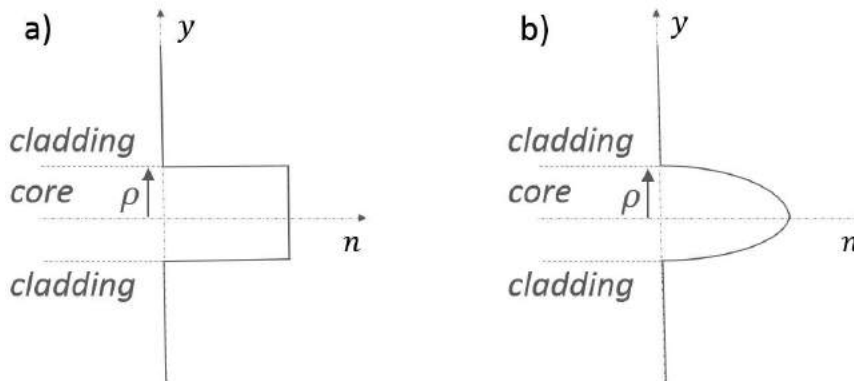 a)
y
cladding
core
ρ
n
cladding
b)
y
cladding
core
ρ
n
cladding